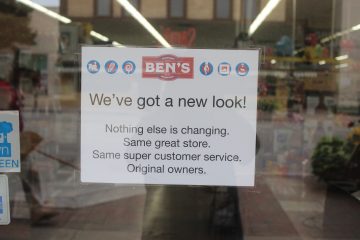 BEN'S
We've got a new look!
Nothing else is changing.
Same great store.
Same super customer service.
Original owners.
EEN